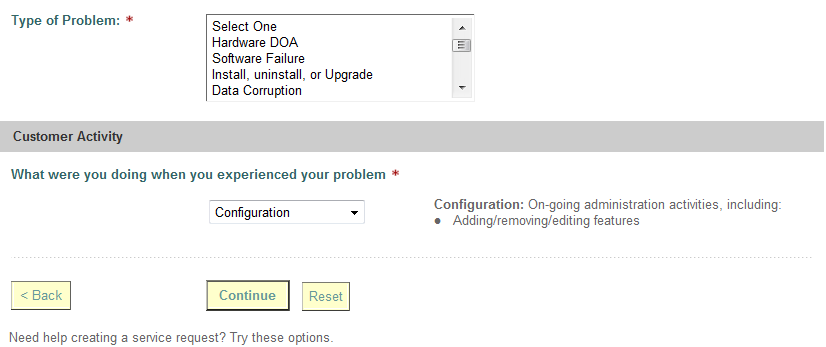 Type of Problem: *
Select One
Hardware DOA
Software Failure
Install, uninstall, or Upgrade
Data Corruption
Customer Activity
What were you doing when you experienced your problem *
Configuration
Configuration: On-going administration activities, including:
● Adding/removing/editing features
< Back
Continue
Reset
Need help creating a service request? Try these options.